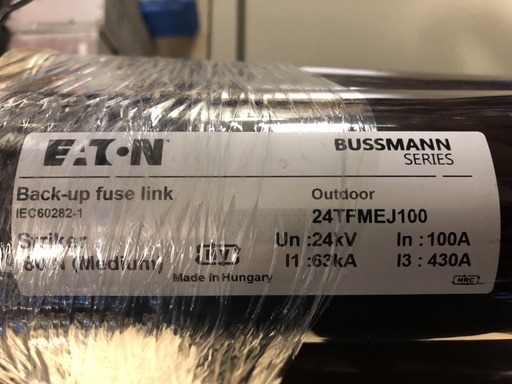 EATON
BUSSMANN
SERIES
Back-up fuse link
Outdoor
IEC60282-1
24TFMEJ100
Striker
80 N (Medium)
Un :24kV In : 100A
I1 :63kA I3 : 430A
Made in Hungary
HRC